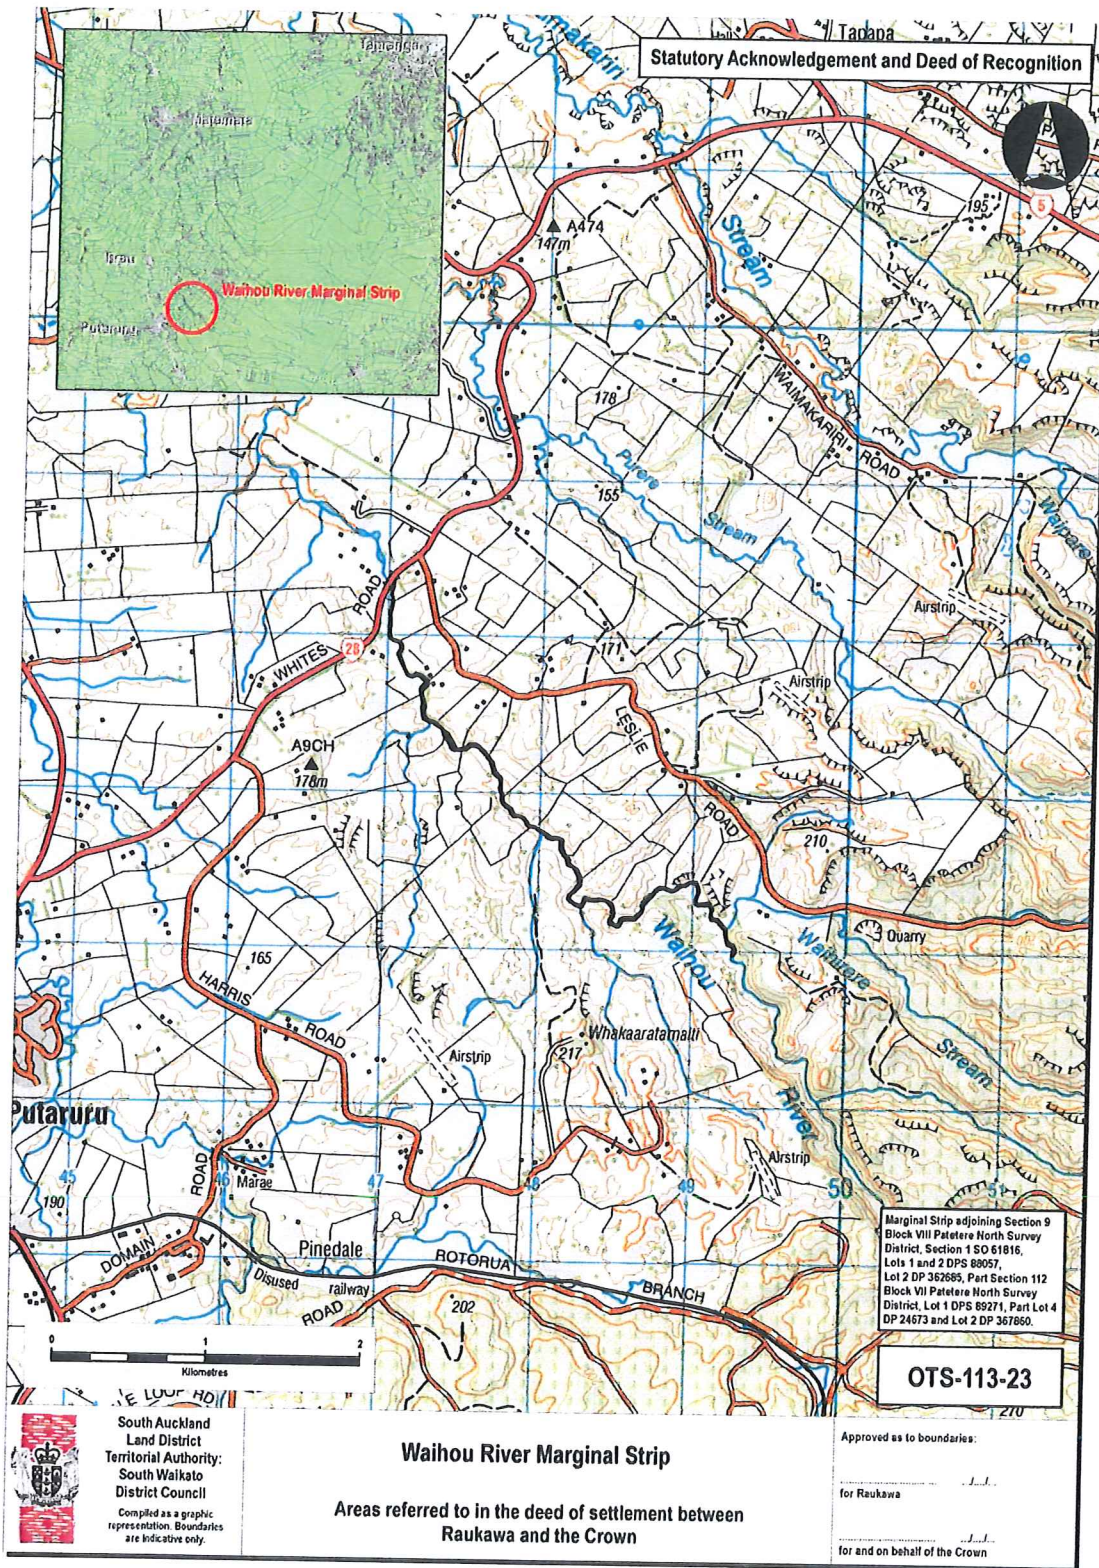 Tapapa
Statutory Acknowledgement and Deed of Recognition
Matamata
Waihou River Marginal Strip
Putaruru
Stream
A474
147m
195
5
178
WAIMAKARIRI
ROAD
Purere
Stream
155
Airstrip
ROAD
WHITES
28
171
Airstrip
LESLIE
ROAD
A9CH
178m
210
Quarry
Waihou
River
Stream
165
HARRIS
ROAD
Airstrip
Whakaaratamaiti
217
Airstrip
Putaruru
45
46
47
48
49
50
51
190
Marae
ROAD
DOMAIN
Pinedale
Disused
railway
ROTORUA
BRANCH
ROAD
202
270
LOOP RD
Marginal Strip adjoining Section 9
Block VIII Patetere North Survey
District, Section 1 SO 61816,
Lots 1 and 2 DPS 88057,
Lot 2 DP 362685, Part Section 112
Block VII Patetere North Survey
District, Lot 1 DPS 89271, Part Lot 4
DP 24673 and Lot 2 DP 367860.
0
1
2
Kilometres
OTS-113-23
South Auckland
Land District
Territorial Authority:
South Waikato
District Council
Compiled as a graphic
representation. Boundaries
are indicative only.
Waihou River Marginal Strip
Areas referred to in the deed of settlement between
Raukawa and the Crown
Approved as to boundaries:
for Raukawa
for and on behalf of the Crown